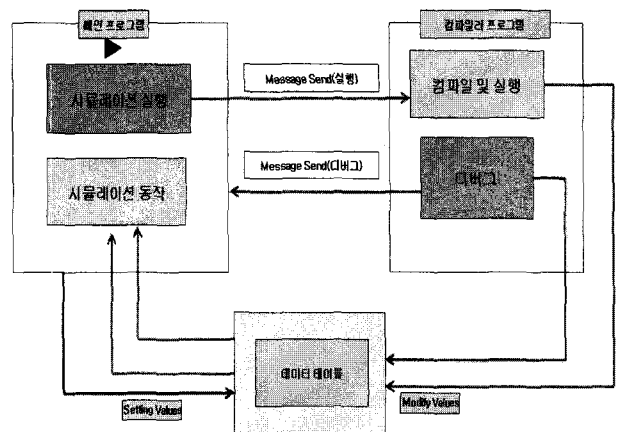 메인 프로그램
컴파일러 프로그램
시뮬레이션 실행
Message Send(실행)
컴파일 및 실행
시뮬레이션 동작
Message Send(디버그)
디버그
데이터 테이블
Setting Values
Modify Values